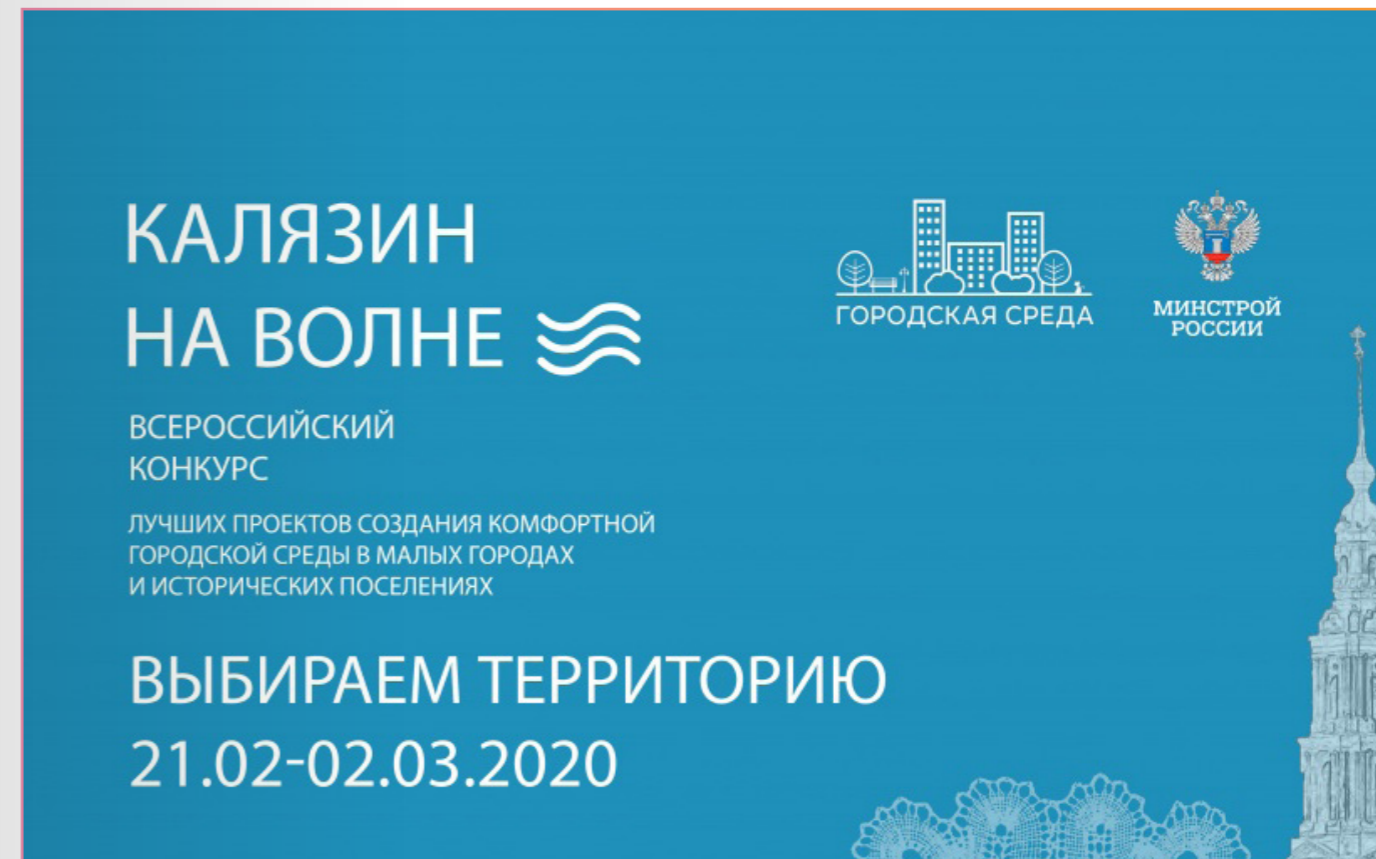 КАЛЯЗИН
НА ВОЛНЕ
ВСЕРОССИЙСКИЙ
КОНКУРС
ЛУЧШИХ ПРОЕКТОВ СОЗДАНИЯ КОМФОРТНОЙ
ГОРОДСКОЙ СРЕДЫ В МАЛЫХ ГОРОДАХ
И ИСТОРИЧЕСКИХ ПОСЕЛЕНИЯХ
ВЫБИРАЕМ ТЕРРИТОРИЮ
21.02-02.03.2020
ГОРОДСКАЯ СРЕДА
МИНСТРОЙ
РОССИИ